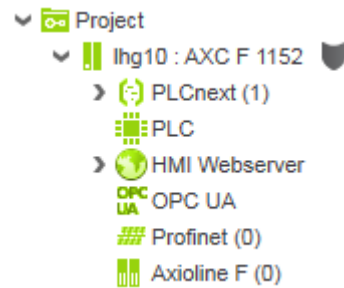 Project
lhg10 : AXC F 1152
PLCnext (1)
PLC
HMI Webserver
OPC UA OPC UA
Profinet (0)
Axioline F (0)